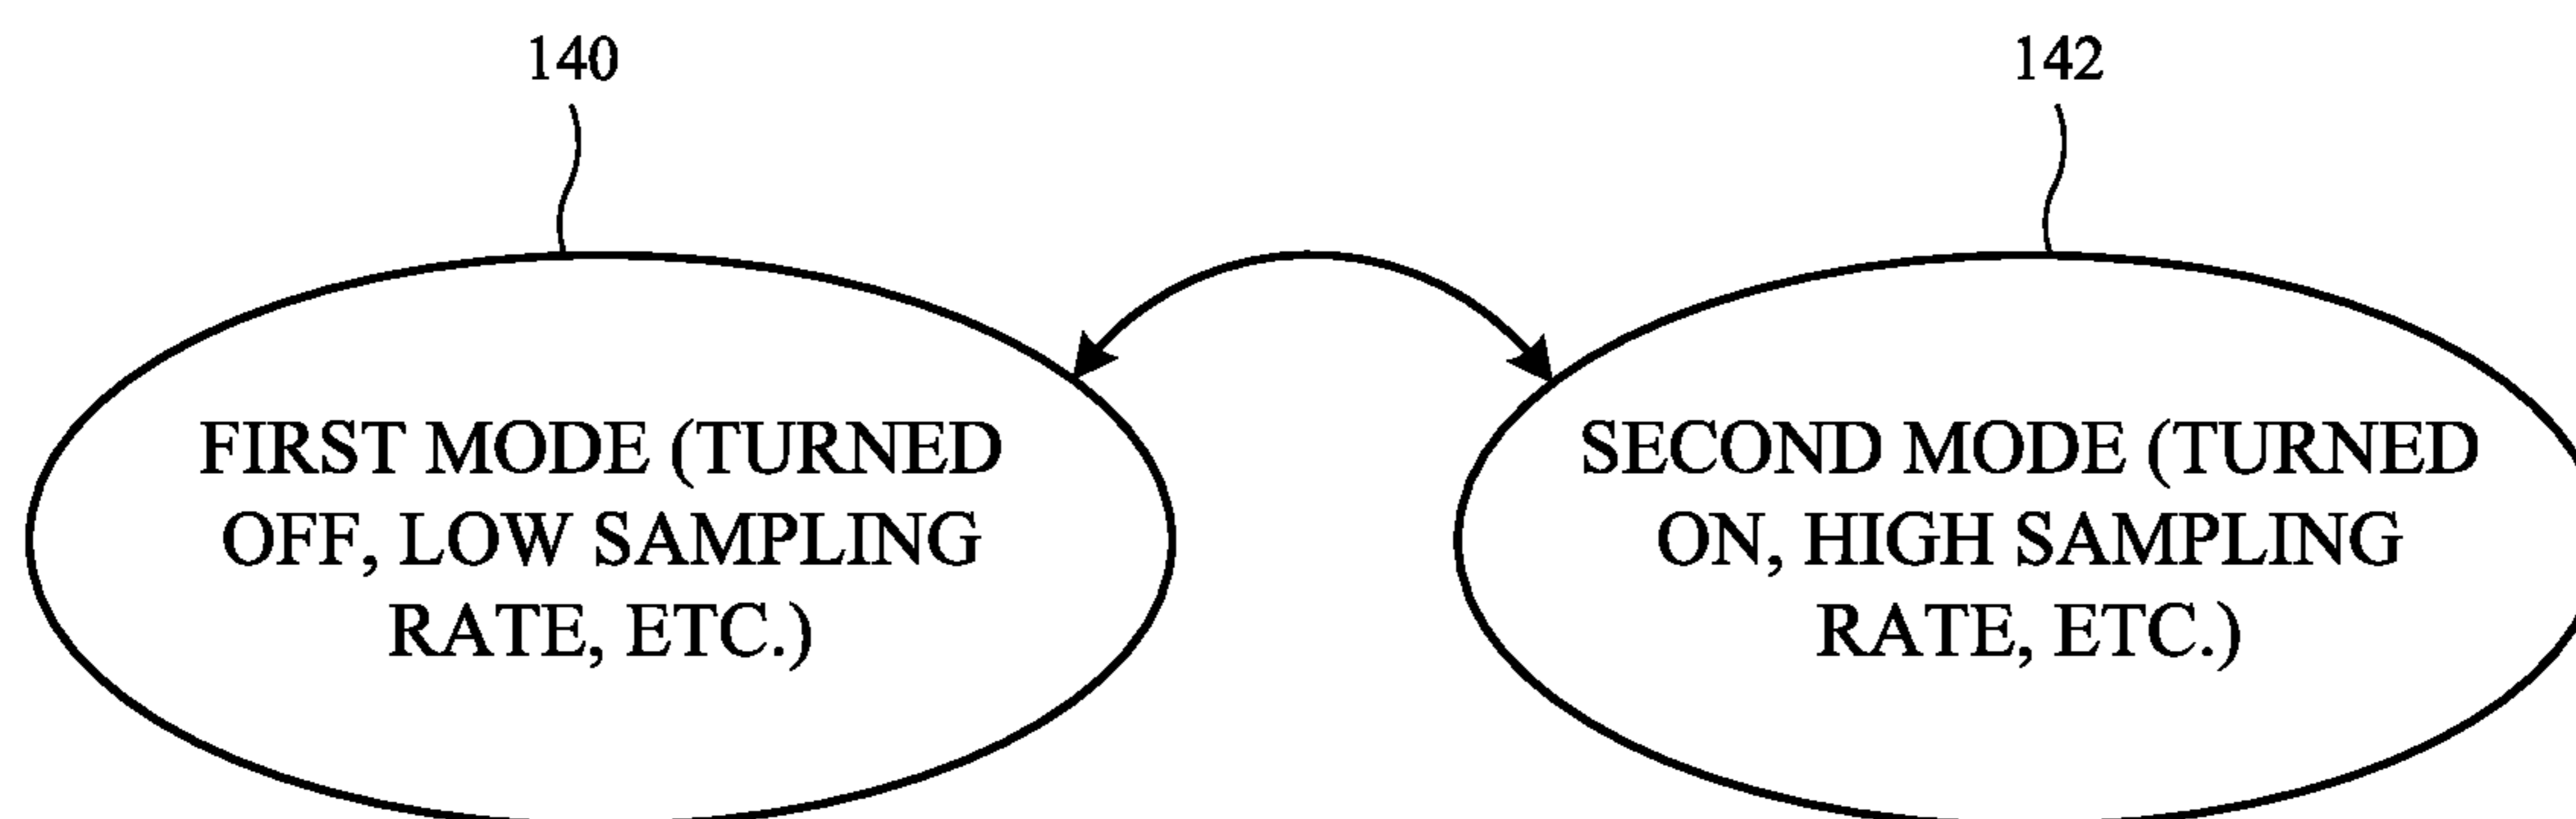 140
142
FIRST MODE (TURNED
OFF, LOW SAMPLING
RATE, ETC.)
SECOND MODE (TURNED
ON, HIGH SAMPLING
RATE, ETC.)